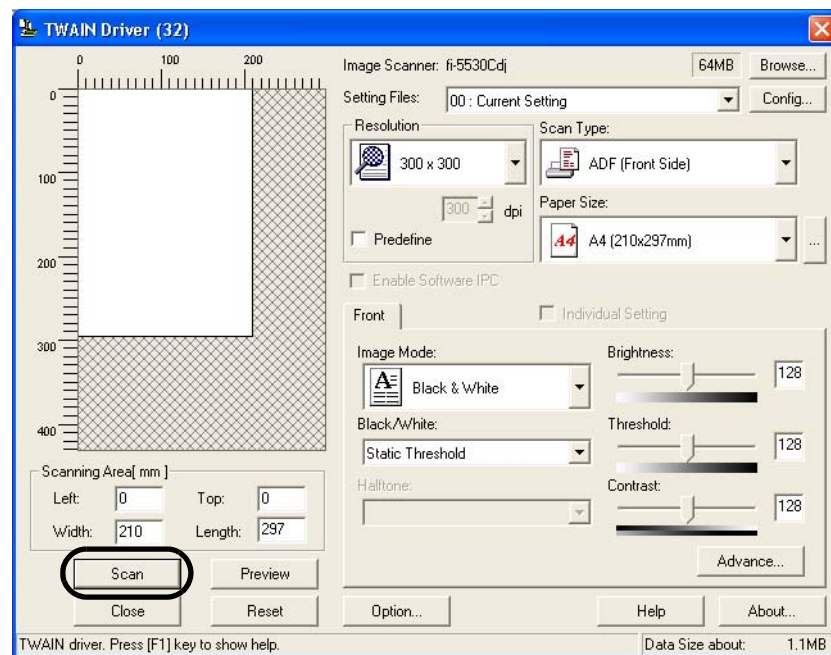 TWAIN Driver (32)
0 100 200
0
100
200
300
400
Image Scanner: fi-5530Cdj 64MB Browse...
Setting Files: 00 : Current Setting Config...
Resolution
300 x 300
300 dpi
Predefine
Scan Type:
ADF (Front Side)
Paper Size:
A4 A4 (210x297mm) ...
Enable Software IPC
Front Individual Setting
Image Mode:
A Black & White
Black/White:
Static Threshold
Halftone:
Brightness:
128
Threshold:
128
Contrast:
128
Advance...
Scanning Area[ mm ]
Left: 0 Top: 0
Width: 210 Length: 297
Scan Preview
Close Reset Option... Help About...
TWAIN driver. Press [F1] key to show help. Data Size about: 1.1MB